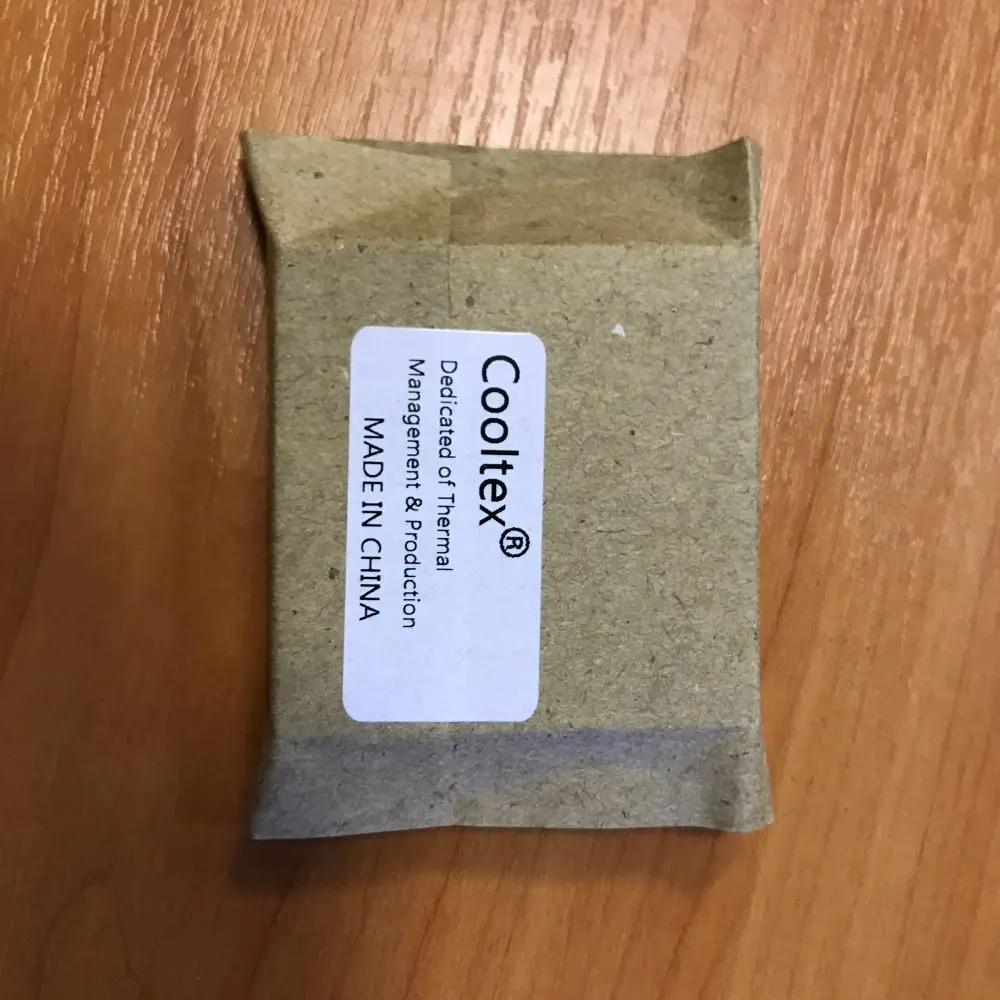 Cooltex®
Dedicated of Thermal
Management & Production
MADE IN CHINA